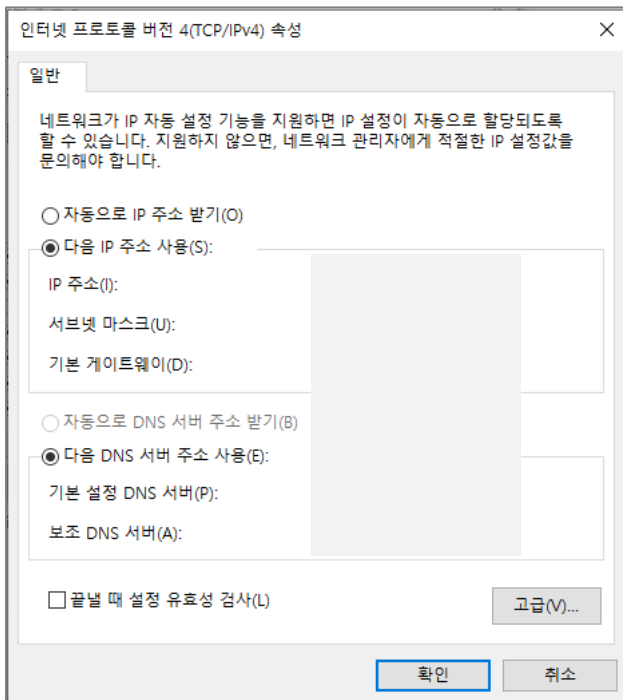 인터넷 프로토콜 버전 4(TCP/IPv4) 속성
일반
네트워크가 IP 자동 설정 기능을 지원하면 IP 설정이 자동으로 할당되도록
할 수 있습니다. 지원하지 않으면, 네트워크 관리자에게 적절한 IP 설정값을
문의해야 합니다.
자동으로 IP 주소 받기(O)
다음 IP 주소 사용(S):
IP 주소(I):
서브넷 마스크(U):
기본 게이트웨이(D):
자동으로 DNS 서버 주소 받기(B)
다음 DNS 서버 주소 사용(E):
기본 설정 DNS 서버(P):
보조 DNS 서버(A):
끝낼 때 설정 유효성 검사(L)
고급(V)...
확인
취소